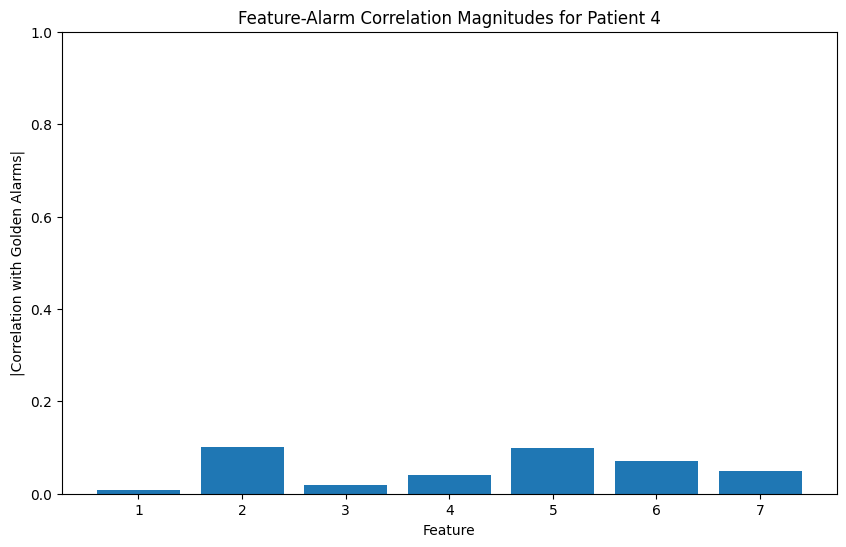 Feature-Alarm Correlation Magnitudes for Patient 4
|Correlation with Golden Alarms|
1.0
0.8
0.6
0.4
0.2
0.0
1 2 3 4 5 6 7
Feature